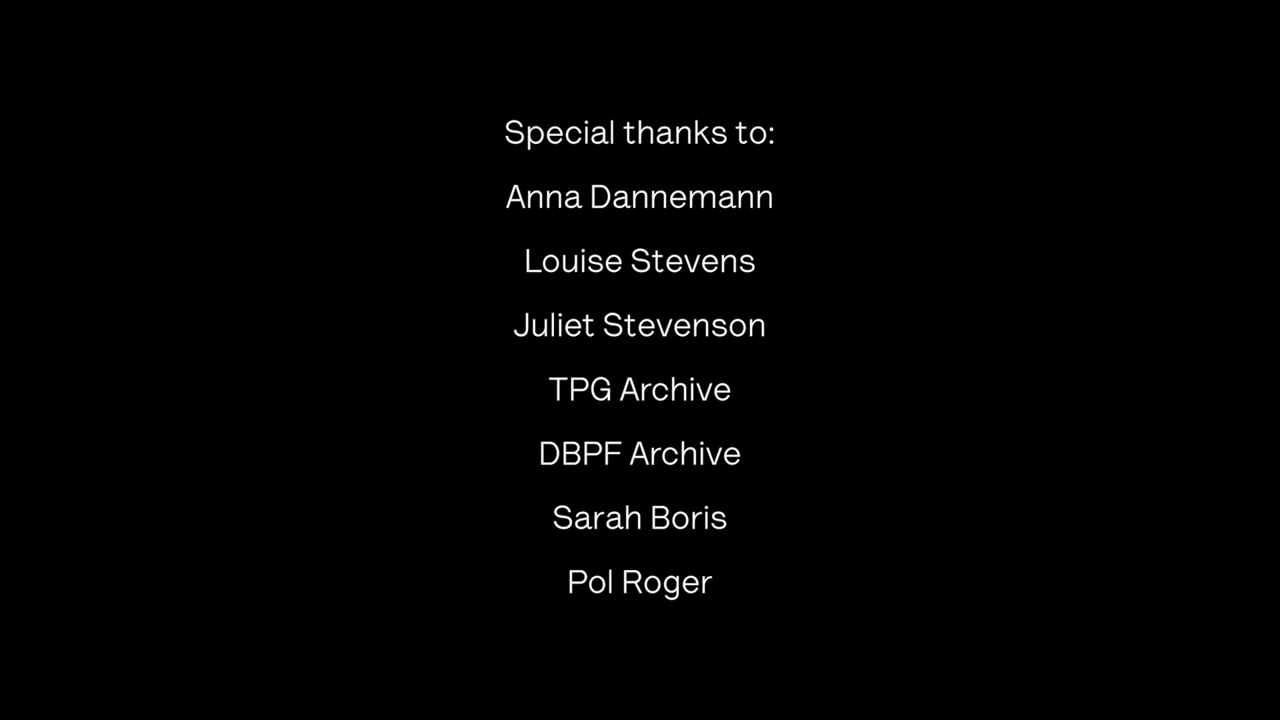 Special thanks to:
Anna Dannemann
Louise Stevens
Juliet Stevenson
TPG Archive
DBPF Archive
Sarah Boris
Pol Roger